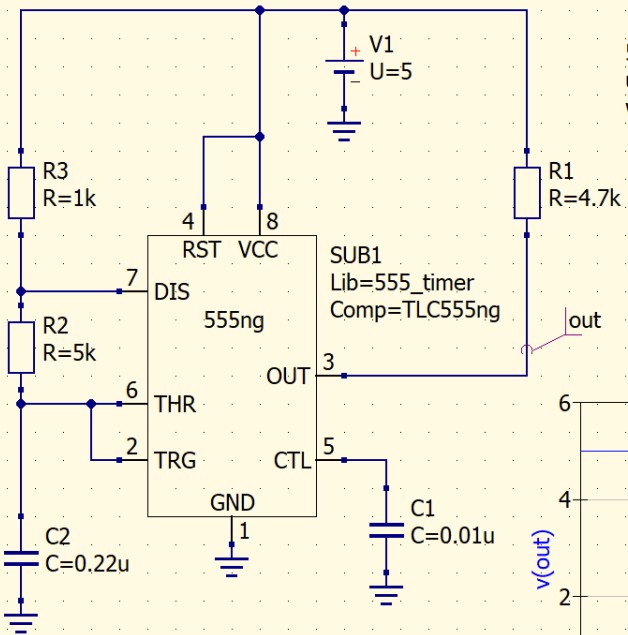 V1
U=5
R3
R=1k
R1
R=4.7k
4
8
RST
VCC
SUB1
Lib=555_timer
Comp=TLC555ng
7
DIS
555ng
R2
R=5k
out
OUT
3
6
THR
2
TRG
CTL
5
GND
1
C1
C=0.01u
C2
C=0.22u
6
4
2
v(out)